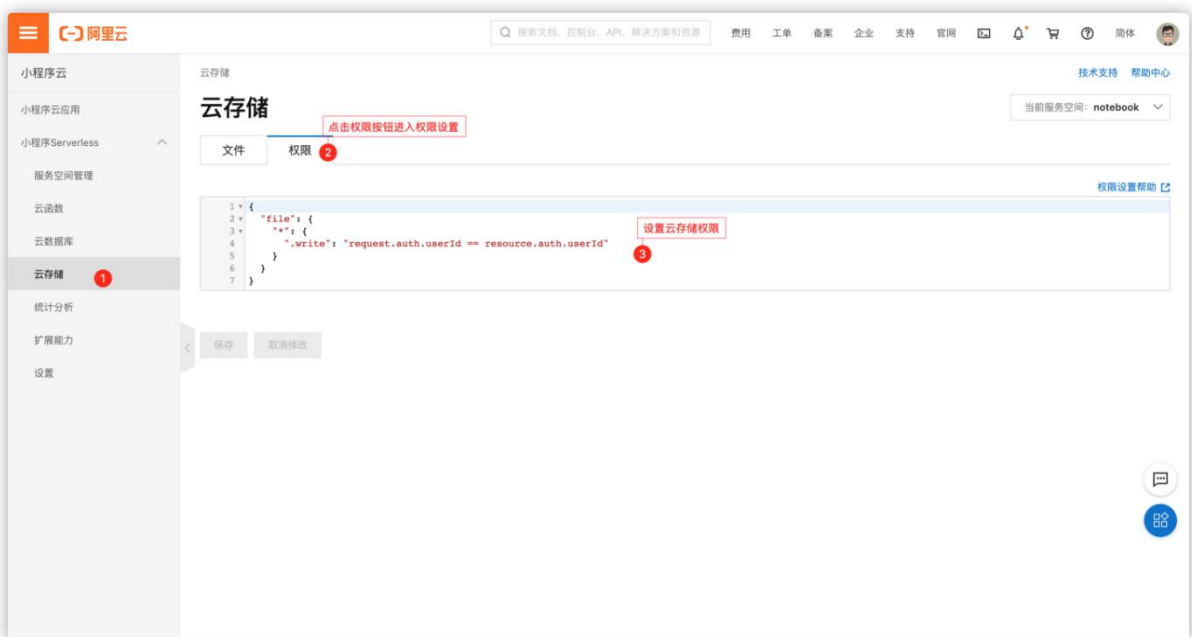 阿里云
搜索文档、控制台、API、解决方案和资源
费用 工单 备案 企业 支持 官网 简体
小程序云
小程序云应用
小程序Serverless
服务空间管理
云函数
云数据库
云存储 1
统计分析
扩展能力
设置
云存储
技术支持 帮助中心
云存储
当前服务空间: notebook
点击权限按钮进入权限设置
文件 权限 2
权限设置帮助
1 {
2 "file": {
3 "*": {
4 ".write": "request.auth.userId == resource.auth.userId"
5 }
6 }
7 }
设置云存储权限
3
保存 取消修改